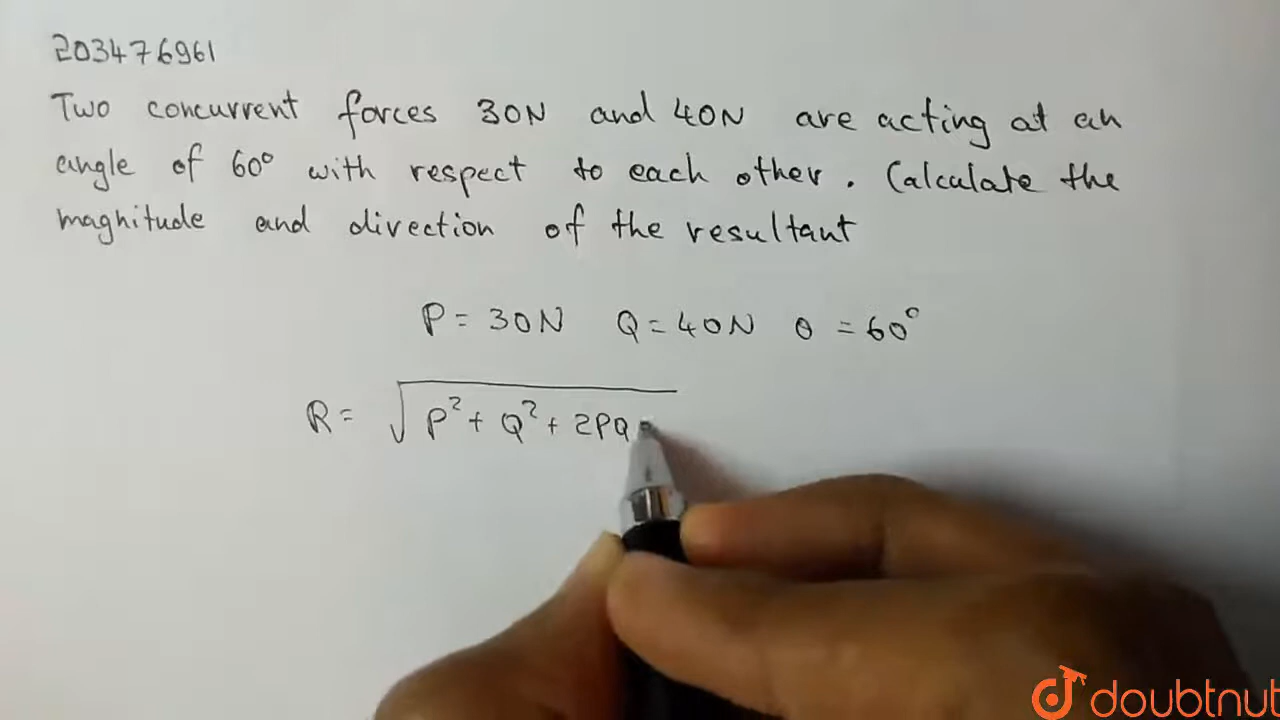 203476961
Two concurrent forces 30N and 40N are acting at an
angle of 60° with respect to each other. Calculate the
magnitude and direction of the resultant
P = 30N Q = 40N θ = 60°
R = √P² + Q² + 2PQ
doubtnut